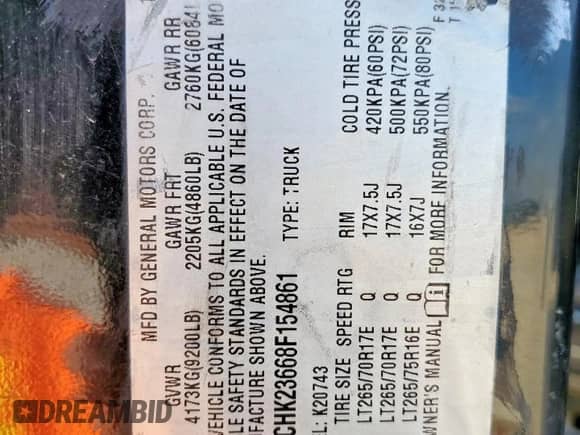 MFD BY GENERAL MOTORS CORP.
GVWR GAWR FRT GAWR RR
4173KG(9200LB) 2205KG(4860LB) 2760KG(6084L
VEHICLE CONFORMS TO ALL APPLICABLE U.S. FEDERAL MO
LE SAFETY STANDARDS IN EFFECT ON THE DATE OF
FACTURE SHOWN ABOVE.
CHK23668F154861 TYPE: TRUCK
L: K20743
TIRE SIZE SPEED RTG RIM COLD TIRE PRESS
LT265/70R17E Q 17X7.5J 420KPA(60PSI)
LT265/70R17E Q 17X7.5J 500KPA(72PSI)
LT265/75R16E Q 16X7J 550KPA(80PSI)
WNER'S MANUAL i FOR MORE INFORMATION.
DREAMBID